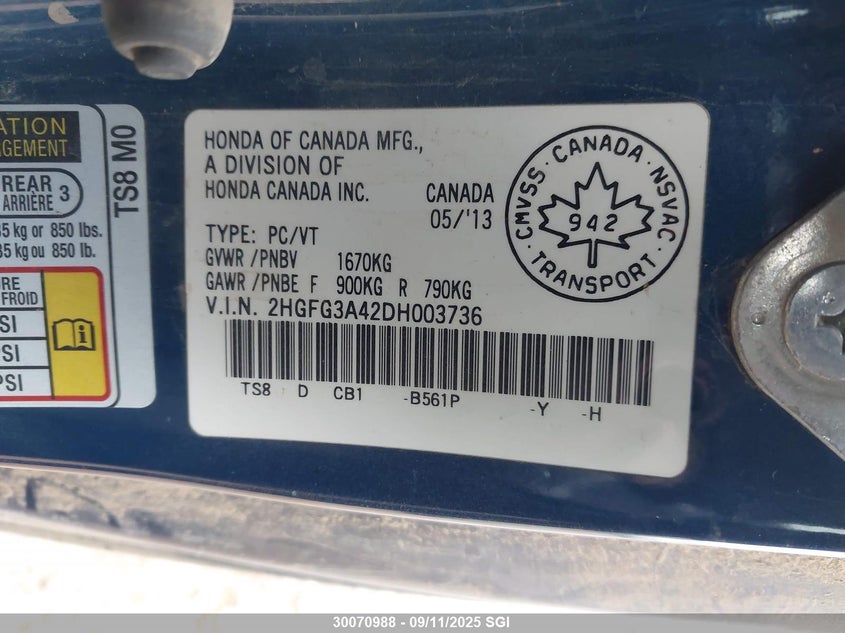 ATION
GEMENT
REAR
ARRIÈRE
3
35 kg or 850 lbs.
35 kg ou 850 lb.
RE
FROID
SI
PSI
PSI
TS8 M0
HONDA OF CANADA MFG.,
A DIVISION OF
HONDA CANADA INC.
CANADA
05/'13
TYPE: PC/VT
GVWR /PNBV 1670KG
GAWR /PNBE F 900KG R 790KG
V.I.N. 2HGFG3A42DH003736
TS8 D CB1 -B561P -Y -H
CMVSS · CANADA · NSVAC
942
TRANSPORT
30070988 - 09/11/2025 SGI